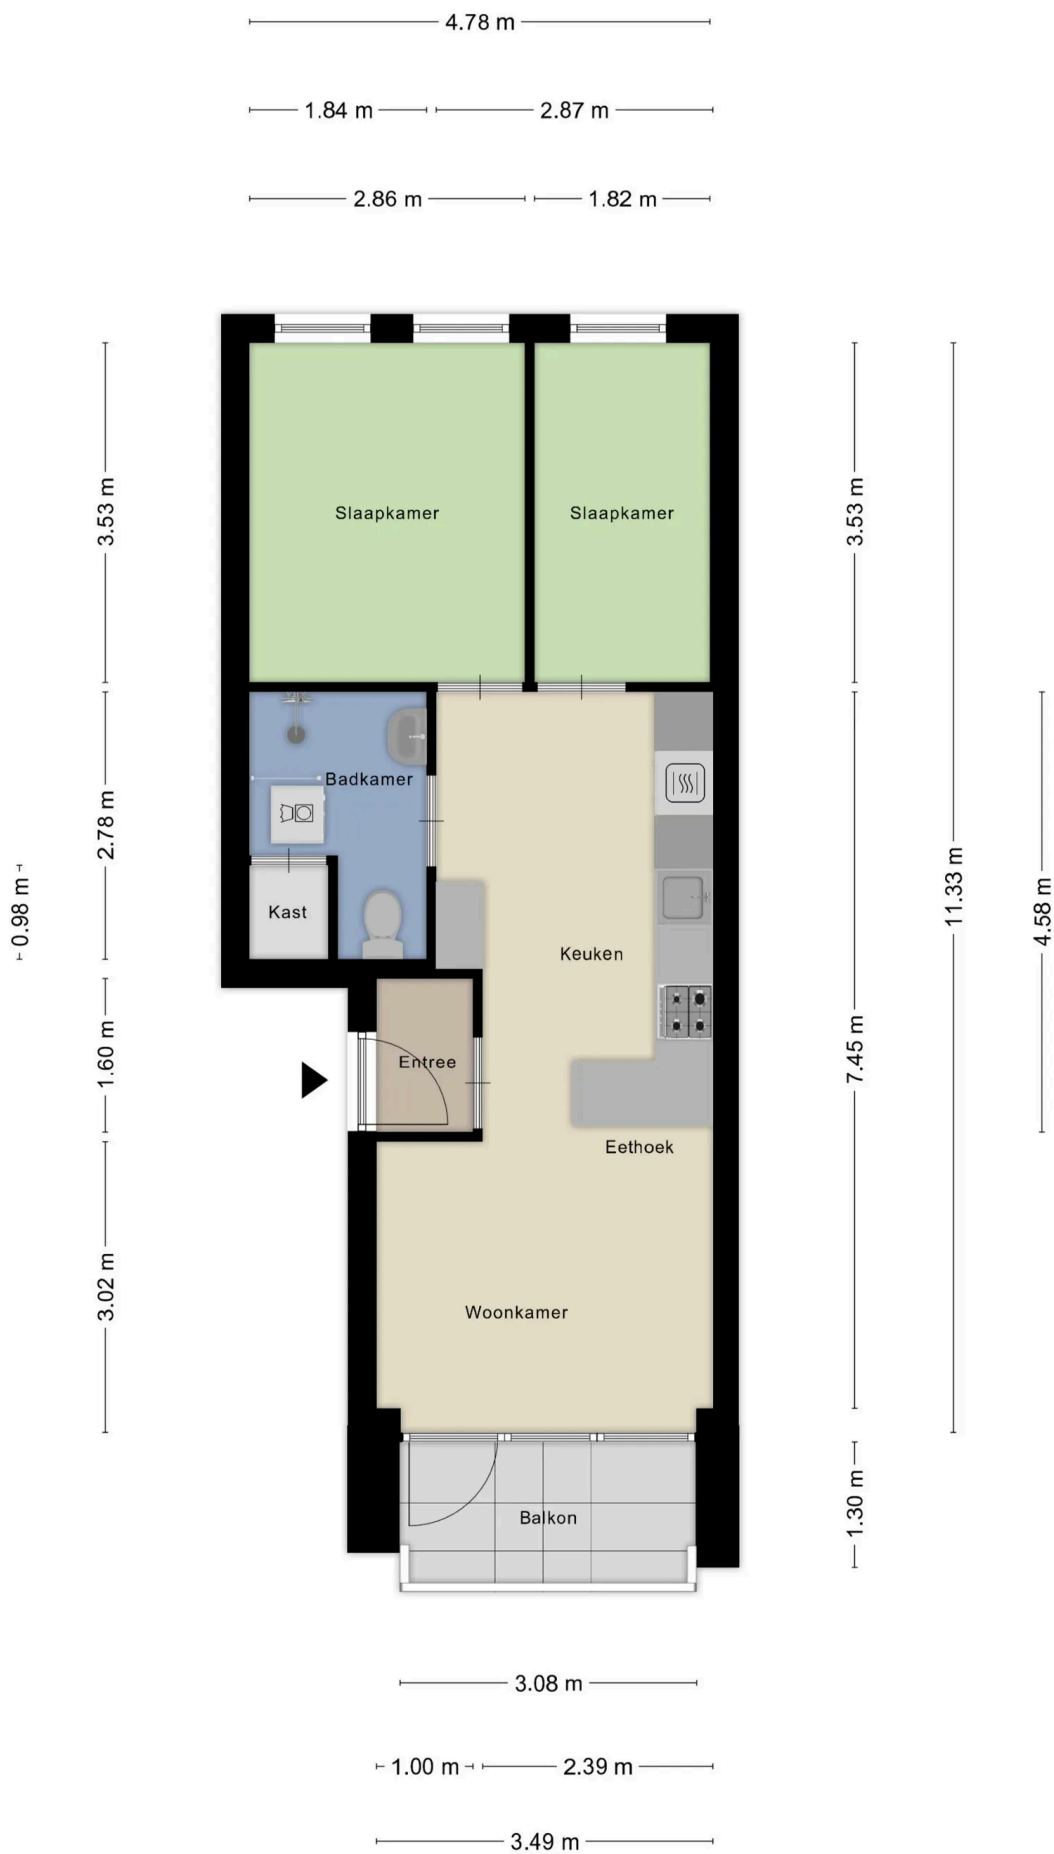 4.78 m
1.84 m
2.87 m
2.86 m
1.82 m
3.53 m
3.53 m
Slaapkamer
Slaapkamer
Badkamer
2.78 m
11.33 m
0.98 m
Kast
4.58 m
Keuken
1.60 m
Entree
7.45 m
Eethoek
3.02 m
Woonkamer
1.30 m
Balkon
3.08 m
1.00 m
2.39 m
3.49 m